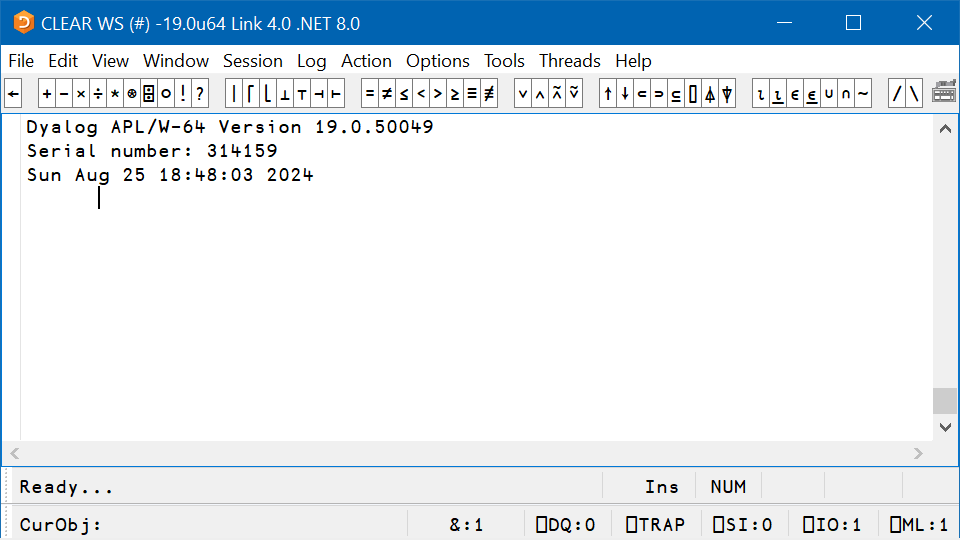 CLEAR WS (#) -19.0u64 Link 4.0 .NET 8.0
File Edit View Window Session Log Action Options Tools Threads Help
← + - × ÷ * ⍟ ⌹ ○ ! ? | ⌈ ⌊ ⊥ ⊤ ⊣ ⊢ = ≠ ≤ < > ≥ ≡ ≢ ∨ ∧ ⍲ ⍱ ↑ ↓ ⊂ ⊃ ⊆ ⌷ ⍋ ⍒ ⍳ ⍸ ∊ ⍷ ∪ ∩ ~ / \
Dyalog APL/W-64 Version 19.0.50049
Serial number: 314159
Sun Aug 25 18:48:03 2024
Ready... Ins NUM
CurObj: &:1 ⎕DQ:0 ⎕TRAP ⎕SI:0 ⎕IO:1 ⎕ML:1